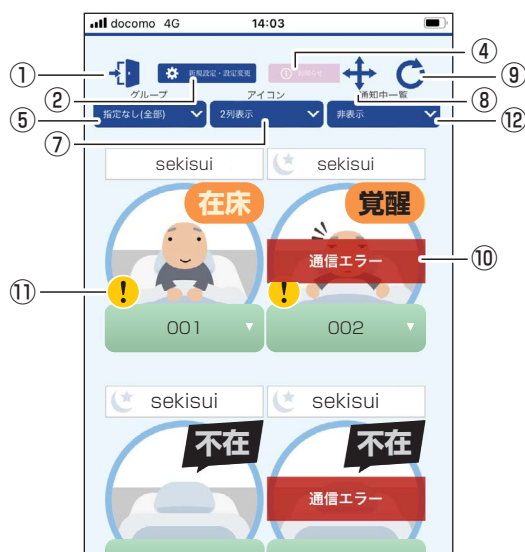 docomo 4G 14:03
④
① ⑨
新規設定・設定変更 お知らせ
② グループ アイコン 通知中一覧 ⑧
⑤ 指定なし(全部) 2列表示 非表示 ⑫
⑦
sekisui sekisui
在床 覚醒
通信エラー ⑩
⑪ ! !
001 002
sekisui sekisui
不在 不在
通信エラー